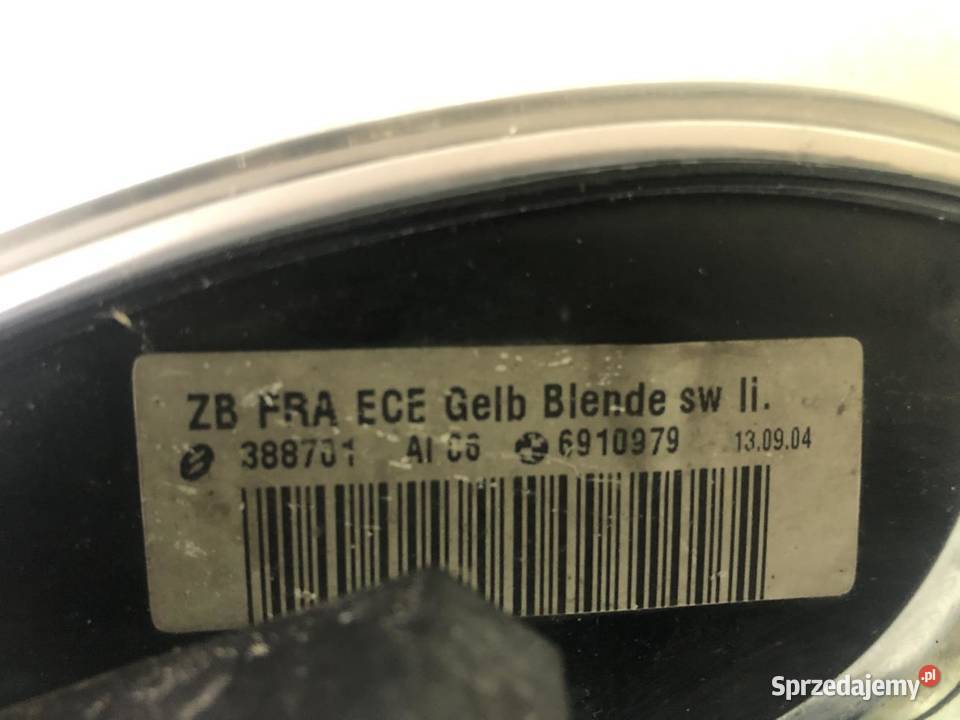 ZB FRA ECE Gelb Blende sw li.
388701 AI 06 6910979 13.09.04
Sprzedajemy.pl